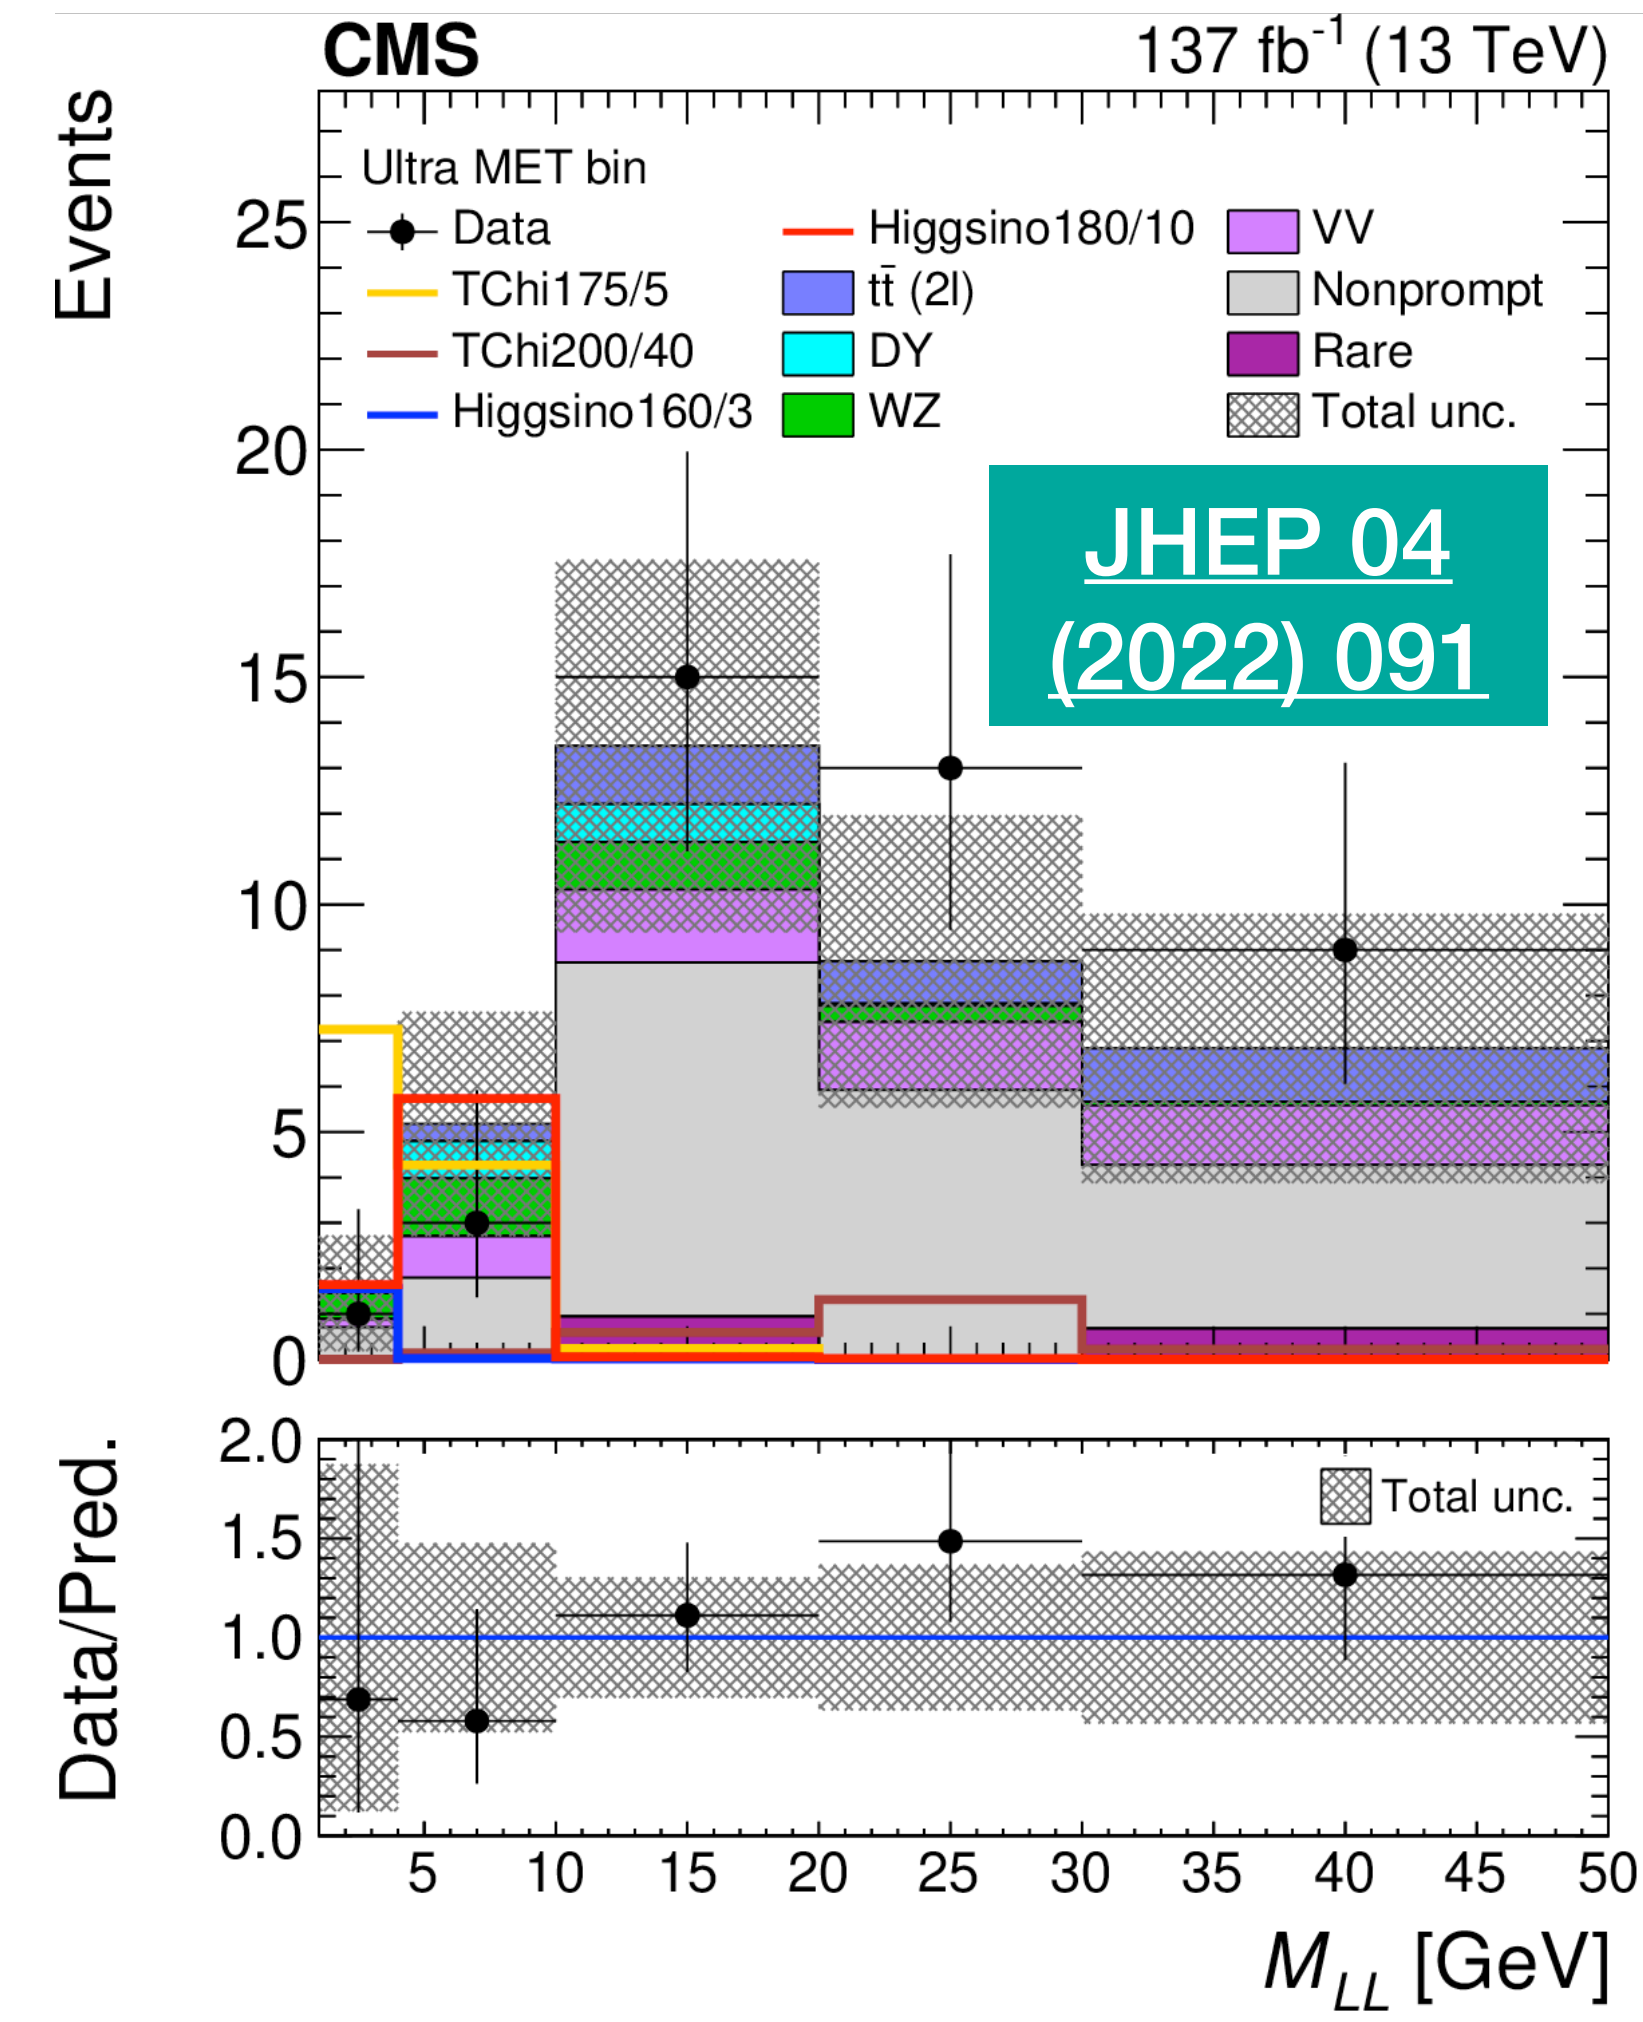 CMS 137 fb-1 (13 TeV)
Events
Ultra MET bin
Data
TChi175/5
TChi200/40
Higgsino160/3
Higgsino180/10
tt̄ (2l)
DY
WZ
VV
Nonprompt
Rare
Total unc.
JHEP 04
(2022) 091
25
20
15
10
5
0
Data/Pred.
Total unc.
2.0
1.5
1.0
0.5
0.0
5 10 15 20 25 30 35 40 45 50
MLL [GeV]